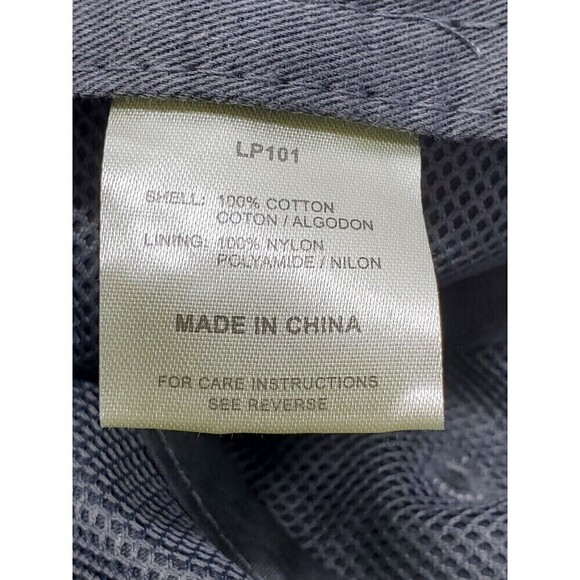 LP101
SHELL: 100% COTTON
COTON / ALGODON
LINING: 100% NYLON
POLYAMIDE / NILON
MADE IN CHINA
FOR CARE INSTRUCTIONS
SEE REVERSE